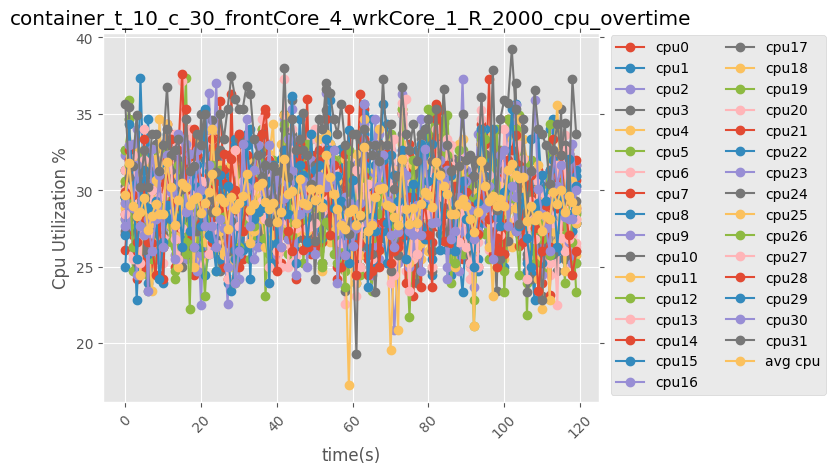 container_t_10_c_30_frontCore_4_wrkCore_1_R_2000_cpu_overtime
40
35
30
25
20
Cpu Utilization %
0
20
40
60
80
100
120
time(s)
cpu0
cpu1
cpu2
cpu3
cpu4
cpu5
cpu6
cpu7
cpu8
cpu9
cpu10
cpu11
cpu12
cpu13
cpu14
cpu15
cpu16
cpu17
cpu18
cpu19
cpu20
cpu21
cpu22
cpu23
cpu24
cpu25
cpu26
cpu27
cpu28
cpu29
cpu30
cpu31
avg cpu